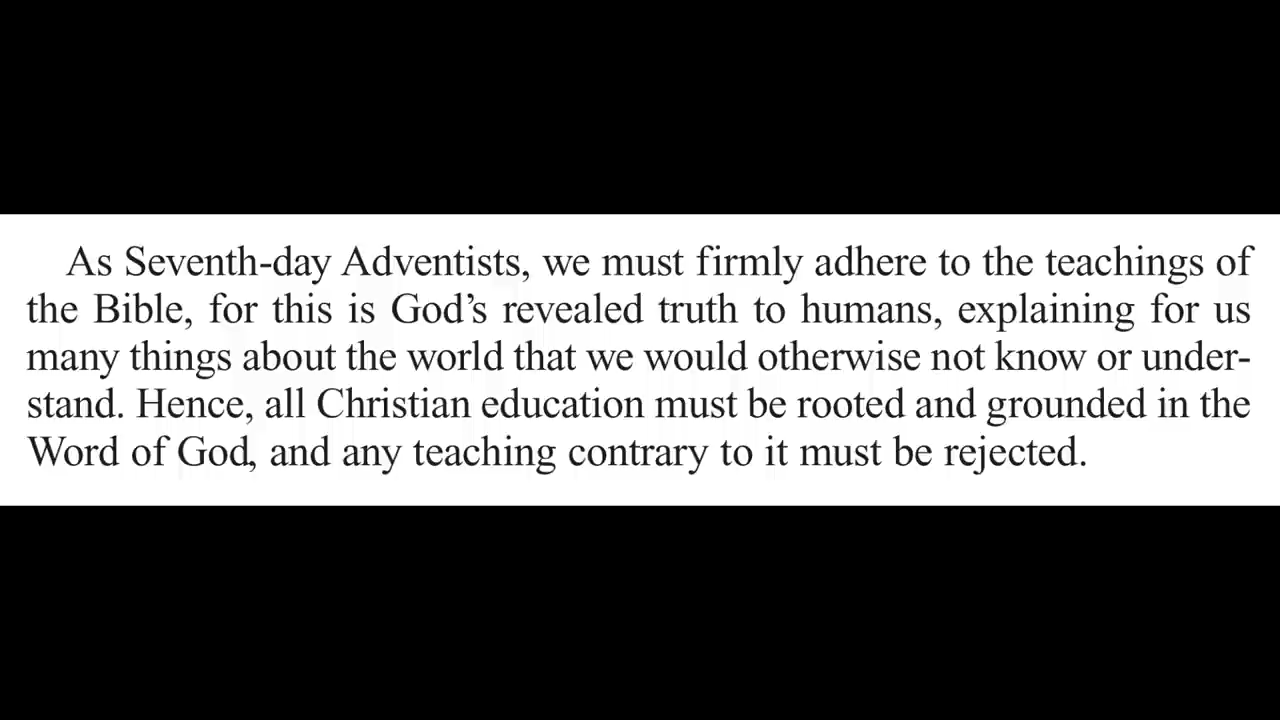 As Seventh-day Adventists, we must firmly adhere to the teachings of
the Bible, for this is God’s revealed truth to humans, explaining for us
many things about the world that we would otherwise not know or under-
stand. Hence, all Christian education must be rooted and grounded in the
Word of God, and any teaching contrary to it must be rejected.